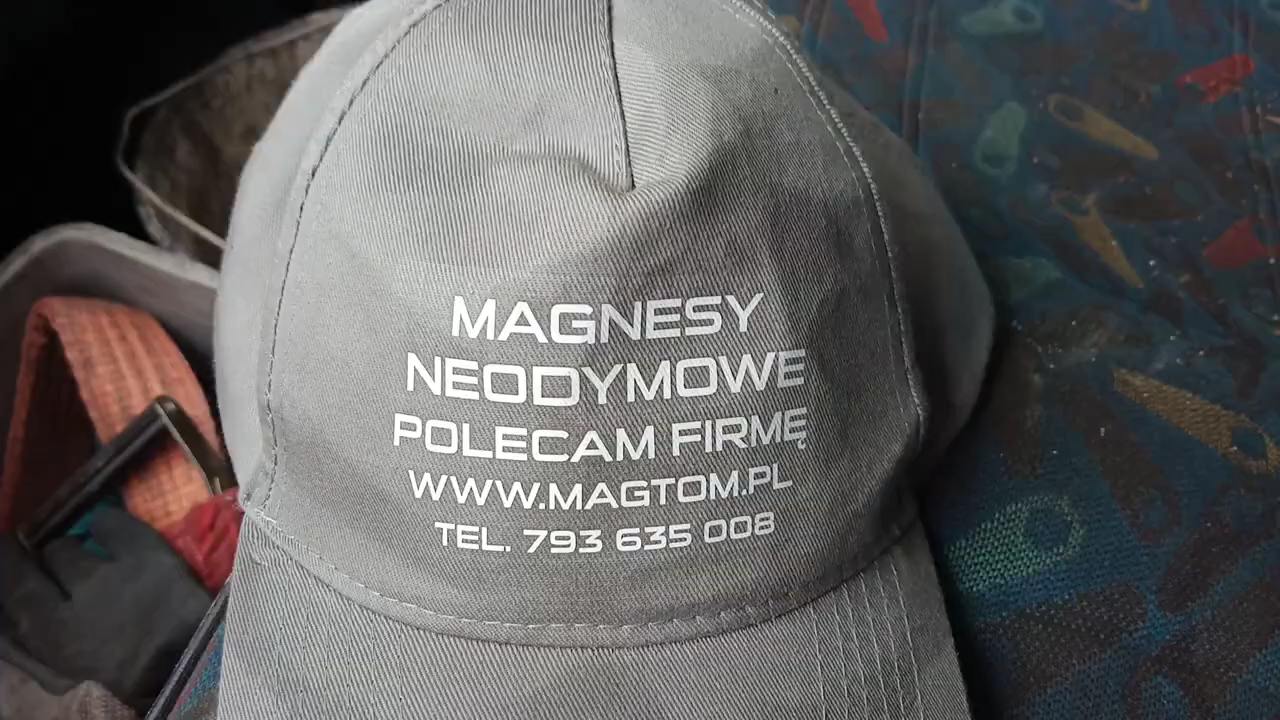 MAGNESY
NEODYMOWE
POLECAM FIRMĘ
WWW.MAGTOM.PL
TEL. 793 635 008